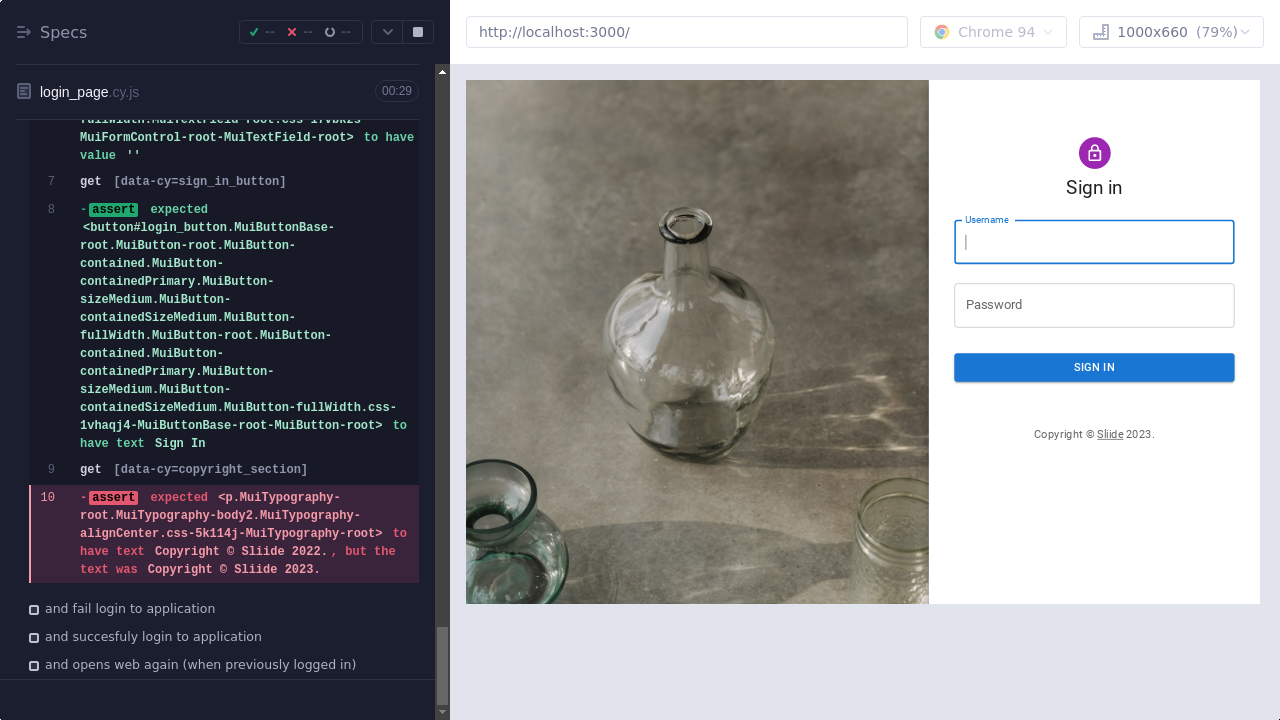 Specs
--
--
--
http://localhost:3000/
Chrome 94
1000x660 (79%)
login_page.cy.js
00:29
fullWidth.MuiTextField-root.css-17vbkzs-
MuiFormControl-root-MuiTextField-root> to have
value ''
7 get [data-cy=sign_in_button]
8 -assert expected
<button#login_button.MuiButtonBase-
root.MuiButton-root.MuiButton-
contained.MuiButton-
containedPrimary.MuiButton-
sizeMedium.MuiButton-
containedSizeMedium.MuiButton-
fullWidth.MuiButton-root.MuiButton-
contained.MuiButton-
containedPrimary.MuiButton-
sizeMedium.MuiButton-
containedSizeMedium.MuiButton-fullWidth.css-
1vhaqj4-MuiButtonBase-root-MuiButton-root> to
have text Sign In
9 get [data-cy=copyright_section]
10 -assert expected <p.MuiTypography-
root.MuiTypography-body2.MuiTypography-
alignCenter.css-5k114j-MuiTypography-root> to
have text Copyright © Sliide 2022. , but the
text was Copyright © Sliide 2023.
and fail login to application
and succesfuly login to application
and opens web again (when previously logged in)
Sign in
Username
Password
SIGN IN
Copyright © Sliide 2023.